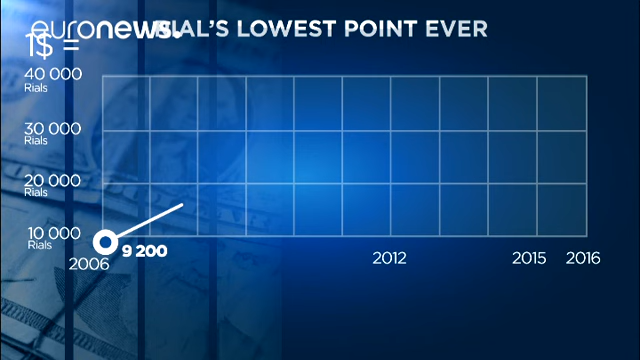 euronews.
RIAL'S LOWEST POINT EVER
1$ =
40 000
Rials
30 000
Rials
20 000
Rials
10 000
Rials
9 200
2006
2012
2015
2016